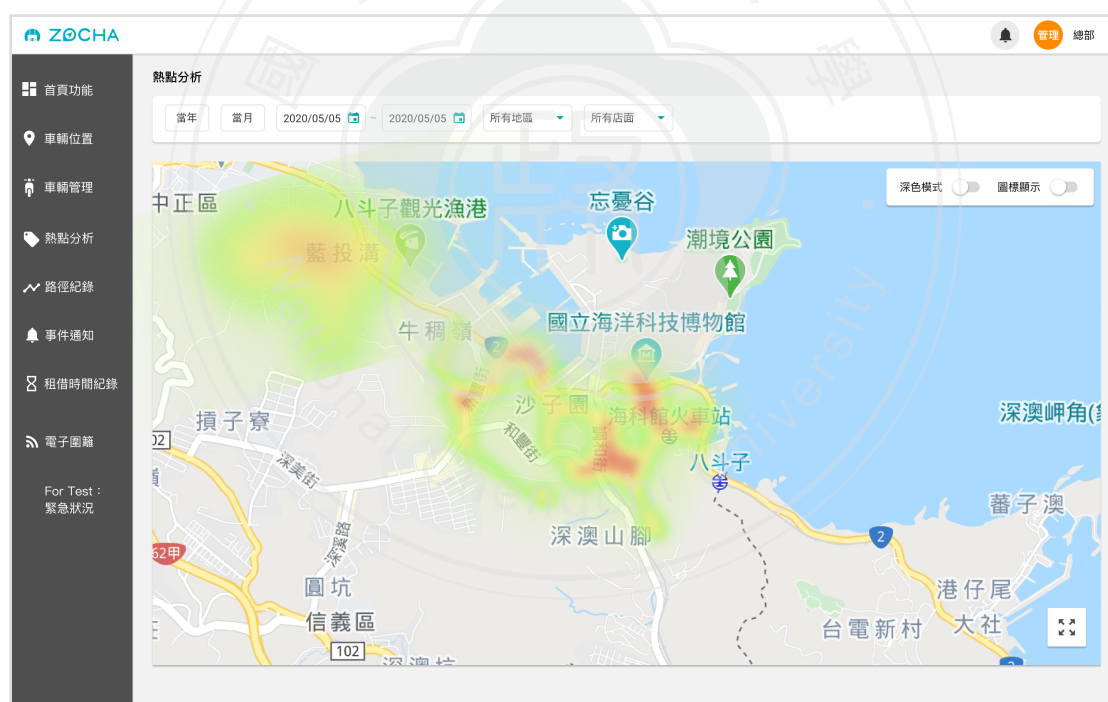 ZOCHA
管理 總部
首頁功能
車輛位置
車輛管理
熱點分析
路徑紀錄
事件通知
租借時間紀錄
電子圍籬
For Test：
緊急狀況
熱點分析
當年 當月 2020/05/05 ~ 2020/05/05 所有地區 所有店面
深色模式 圖標顯示
中正區
八斗子觀光漁港
忘憂谷
潮境公園
藍投溝
牛稠嶺
2
國立海洋科技博物館
沙子園
海科館火車站
和豐街
八斗子
深澳岬角(
摃子寮
02
深美街
深澳山腳
蕃子澳
2
62甲
深溪路
圓坑
信義區
102
港仔尾
台電新村
大社
深澳坑
2